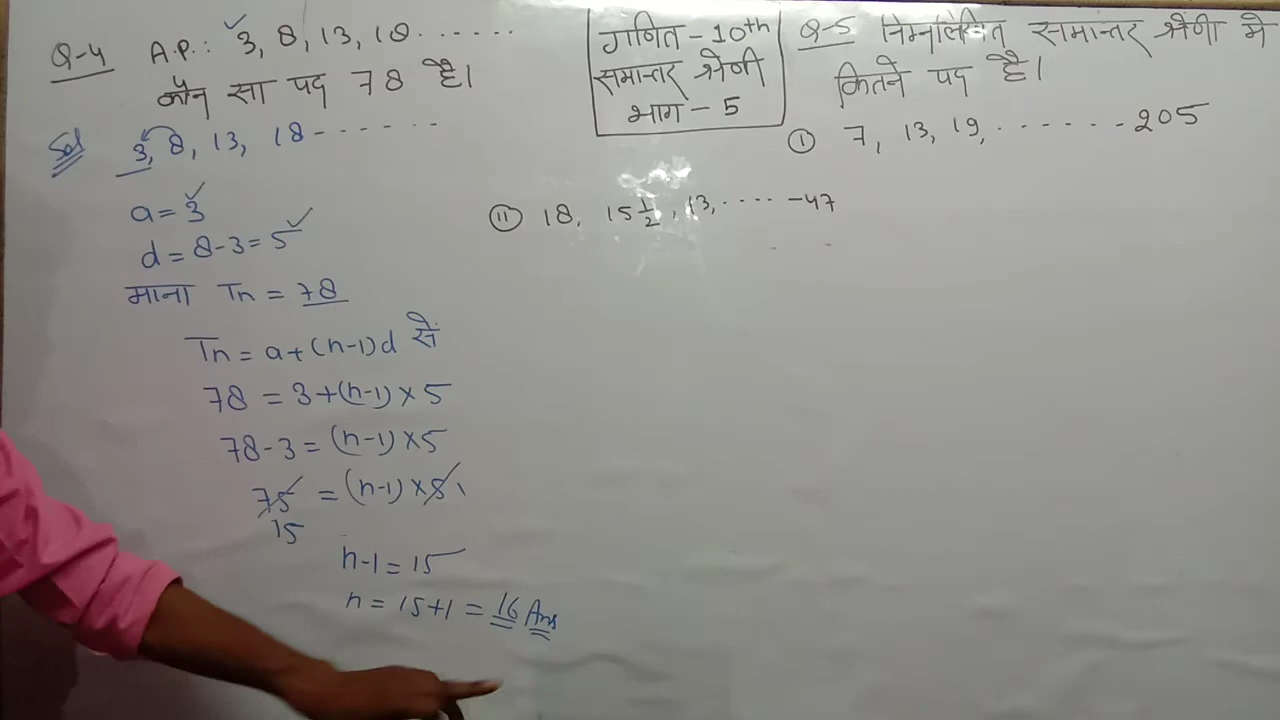 Q-4 A.P.: 3, 8, 13, 18......
कौन सा पद 78 है।
Sol 3, 8, 13, 18-------
a = 3
d = 8-3 = 5
माना Tn = 78
Tn = a+(n-1)d से
78 = 3+(n-1)×5
78-3 = (n-1)×5
75 = (n-1)×5 1
15
n-1 = 15
n = 15+1 = 16 Ans
गणित - 10th
समान्तर श्रेणी
भाग - 5
Q-5 निम्नलिखित समान्तर श्रेणी मे
कितने पद है।
(I) 7, 13, 19, ....... 205
(II) 18, 15 1/2, 13, ..... -47